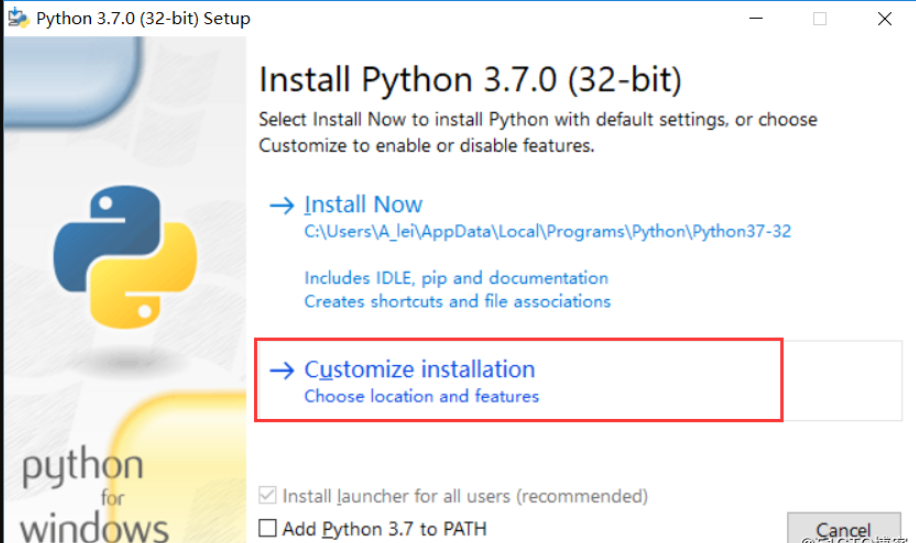 Python 3.7.0 (32-bit) Setup
Install Python 3.7.0 (32-bit)
Select Install Now to install Python with default settings, or choose
Customize to enable or disable features.
Install Now
C:\Users\A_lei\AppData\Local\Programs\Python\Python37-32
Includes IDLE, pip and documentation
Creates shortcuts and file associations
Customize installation
Choose location and features
python
for
windows
Install launcher for all users (recommended)
Add Python 3.7 to PATH
Cancel